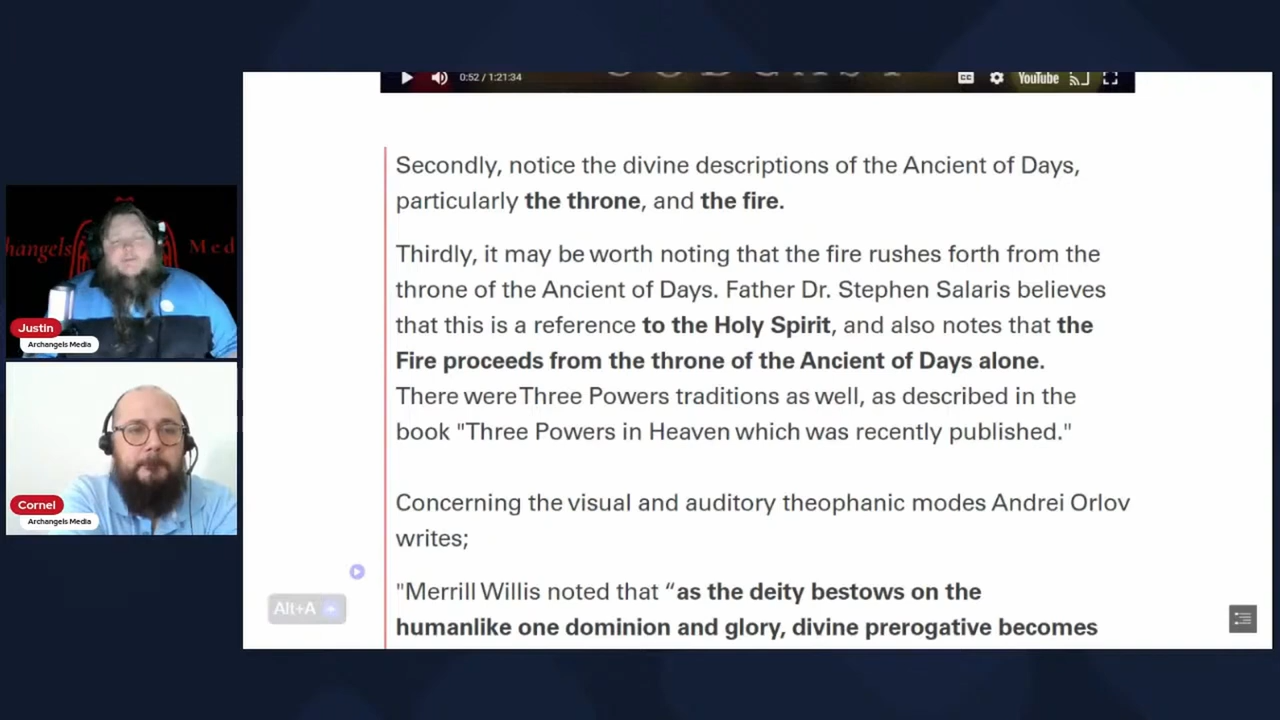 0:52 / 1:21:34
CC
YouTube
Secondly, notice the divine descriptions of the Ancient of Days,
particularly the throne, and the fire.
Thirdly, it may be worth noting that the fire rushes forth from the
throne of the Ancient of Days. Father Dr. Stephen Salaris believes
that this is a reference to the Holy Spirit, and also notes that the
Fire proceeds from the throne of the Ancient of Days alone.
There were Three Powers traditions as well, as described in the
book "Three Powers in Heaven which was recently published."
Concerning the visual and auditory theophanic modes Andrei Orlov
writes;
"Merrill Willis noted that “as the deity bestows on the
humanlike one dominion and glory, divine prerogative becomes
Alt+A
hangels Med
Justin
Archangels Media
Cornel
Archangels Media